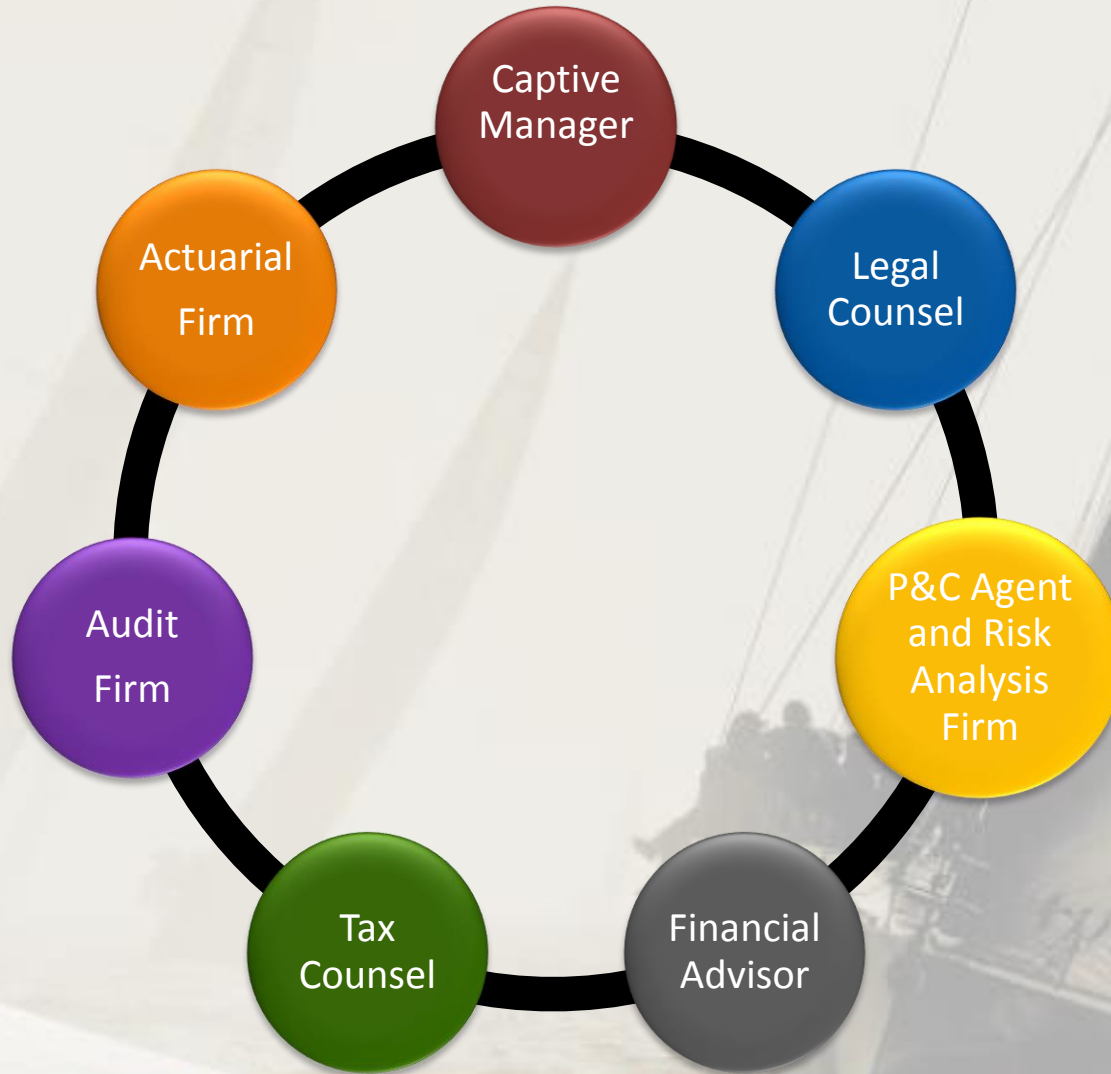 Captive
Manager
Legal
Counsel
P&C Agent
and Risk
Analysis
Firm
Financial
Advisor
Tax
Counsel
Audit
Firm
Actuarial
Firm